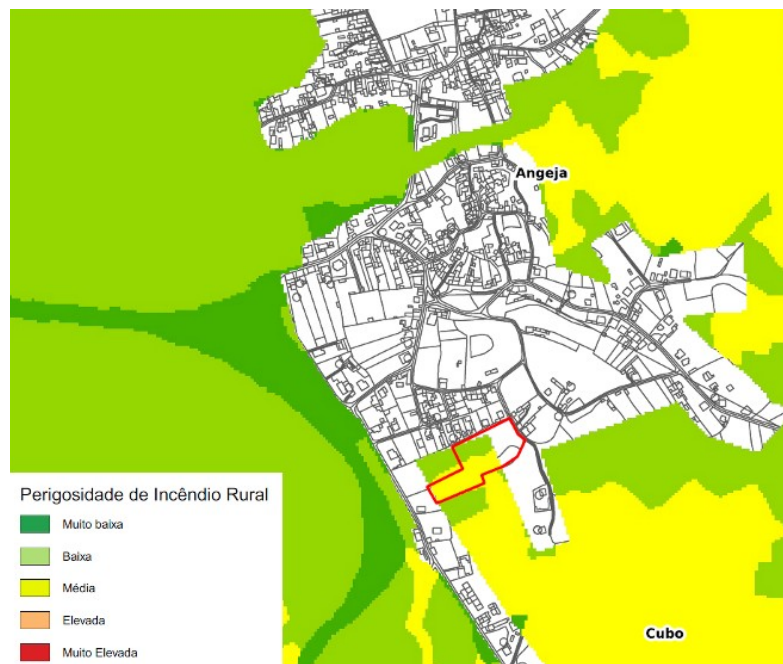 Angeja
Perigosidade de Incêndio Rural
Muito baixa
Baixa
Média
Elevada
Muito Elevada
Cubo